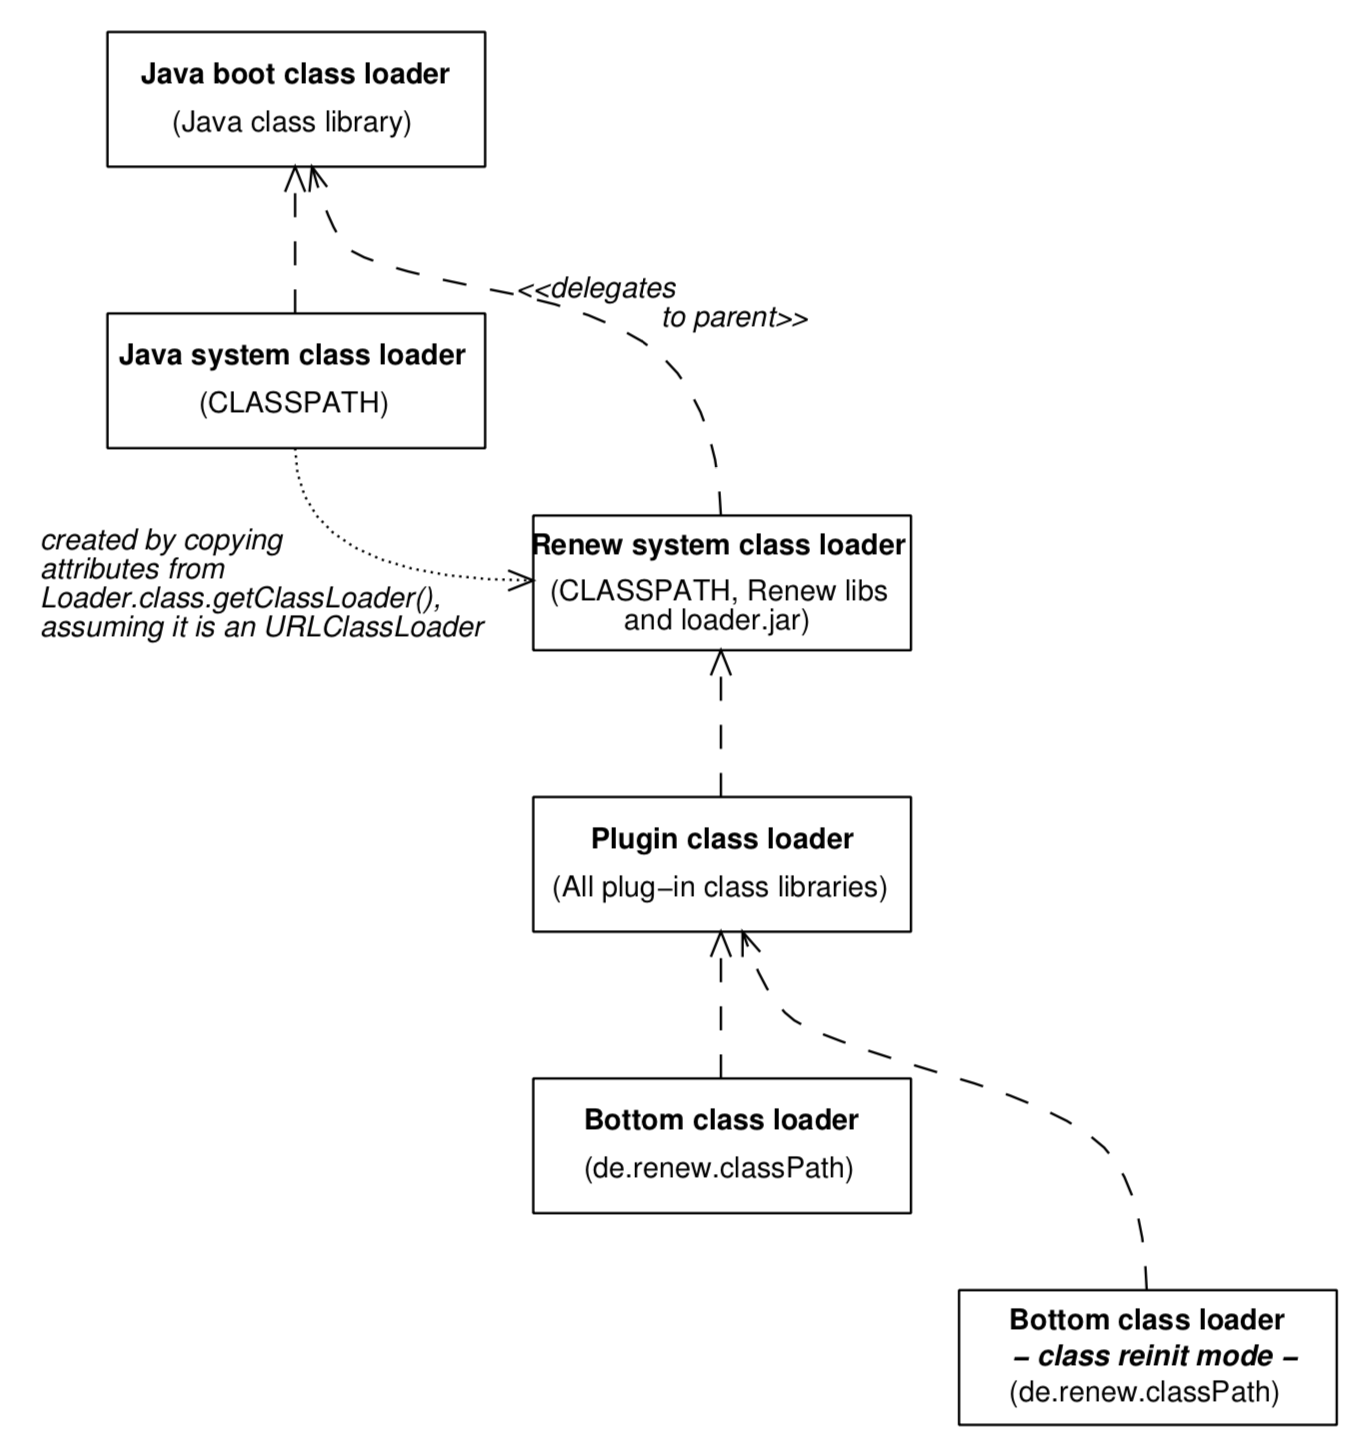 Java boot class loader
(Java class library)
<<delegates
to parent>>
Java system class loader
(CLASSPATH)
created by copying
attributes from
Loader.class.getClassLoader(),
assuming it is an URLClassLoader
Renew system class loader
(CLASSPATH, Renew libs
and loader.jar)
Plugin class loader
(All plug–in class libraries)
Bottom class loader
(de.renew.classPath)
Bottom class loader
– class reinit mode –
(de.renew.classPath)